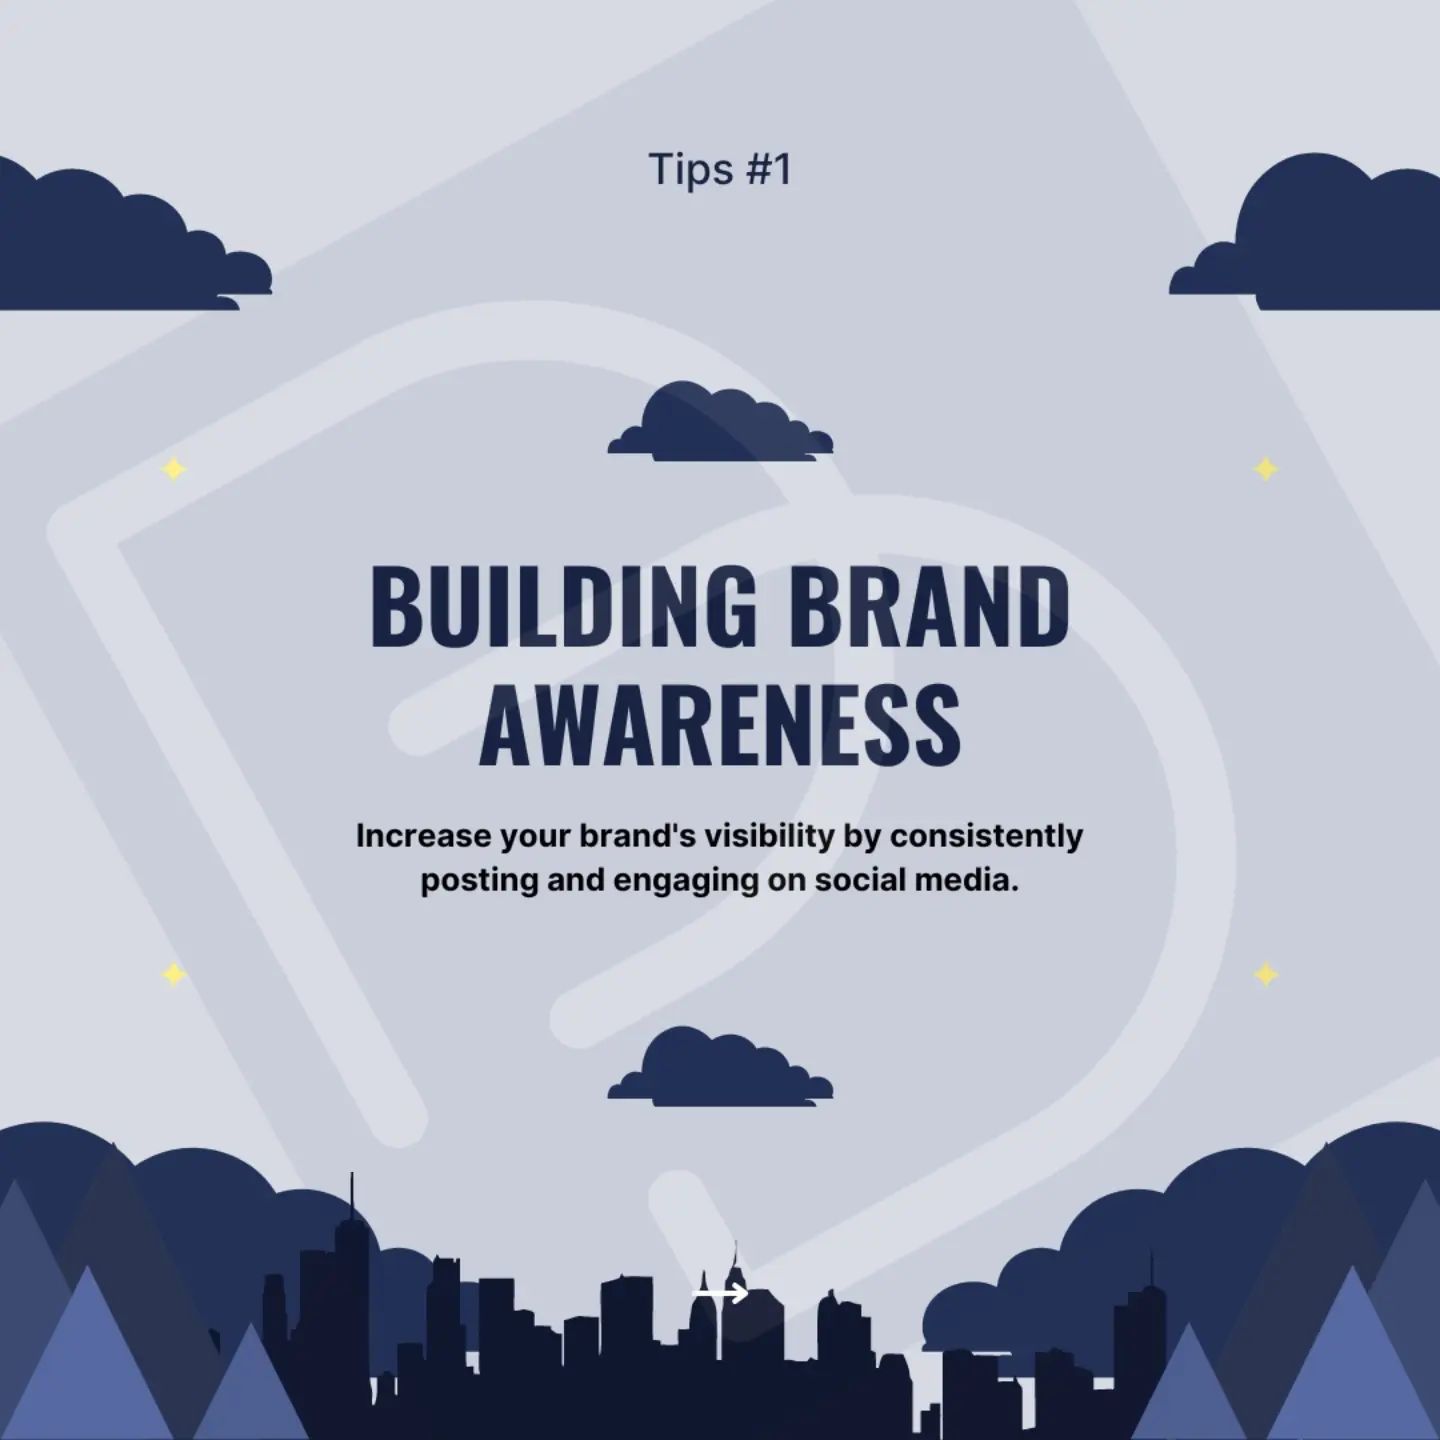 Tips #1
BUILDING BRAND
AWARENESS
Increase your brand's visibility by consistently
posting and engaging on social media.